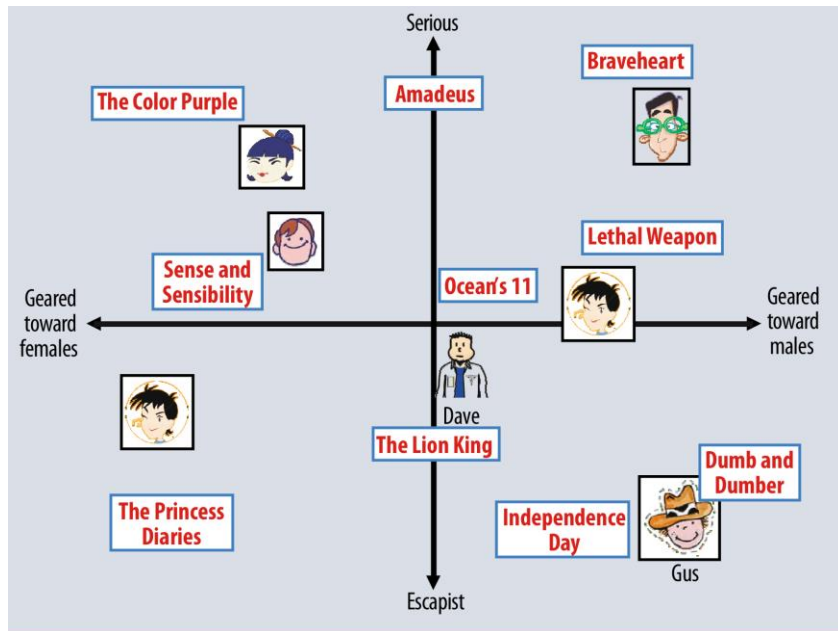 Serious
Braveheart
The Color Purple
Amadeus
Lethal Weapon
Sense and
Sensibility
Ocean's 11
Geared
toward
females
Geared
toward
males
Dave
The Lion King
Dumb and
Dumber
The Princess
Diaries
Independence
Day
Gus
Escapist